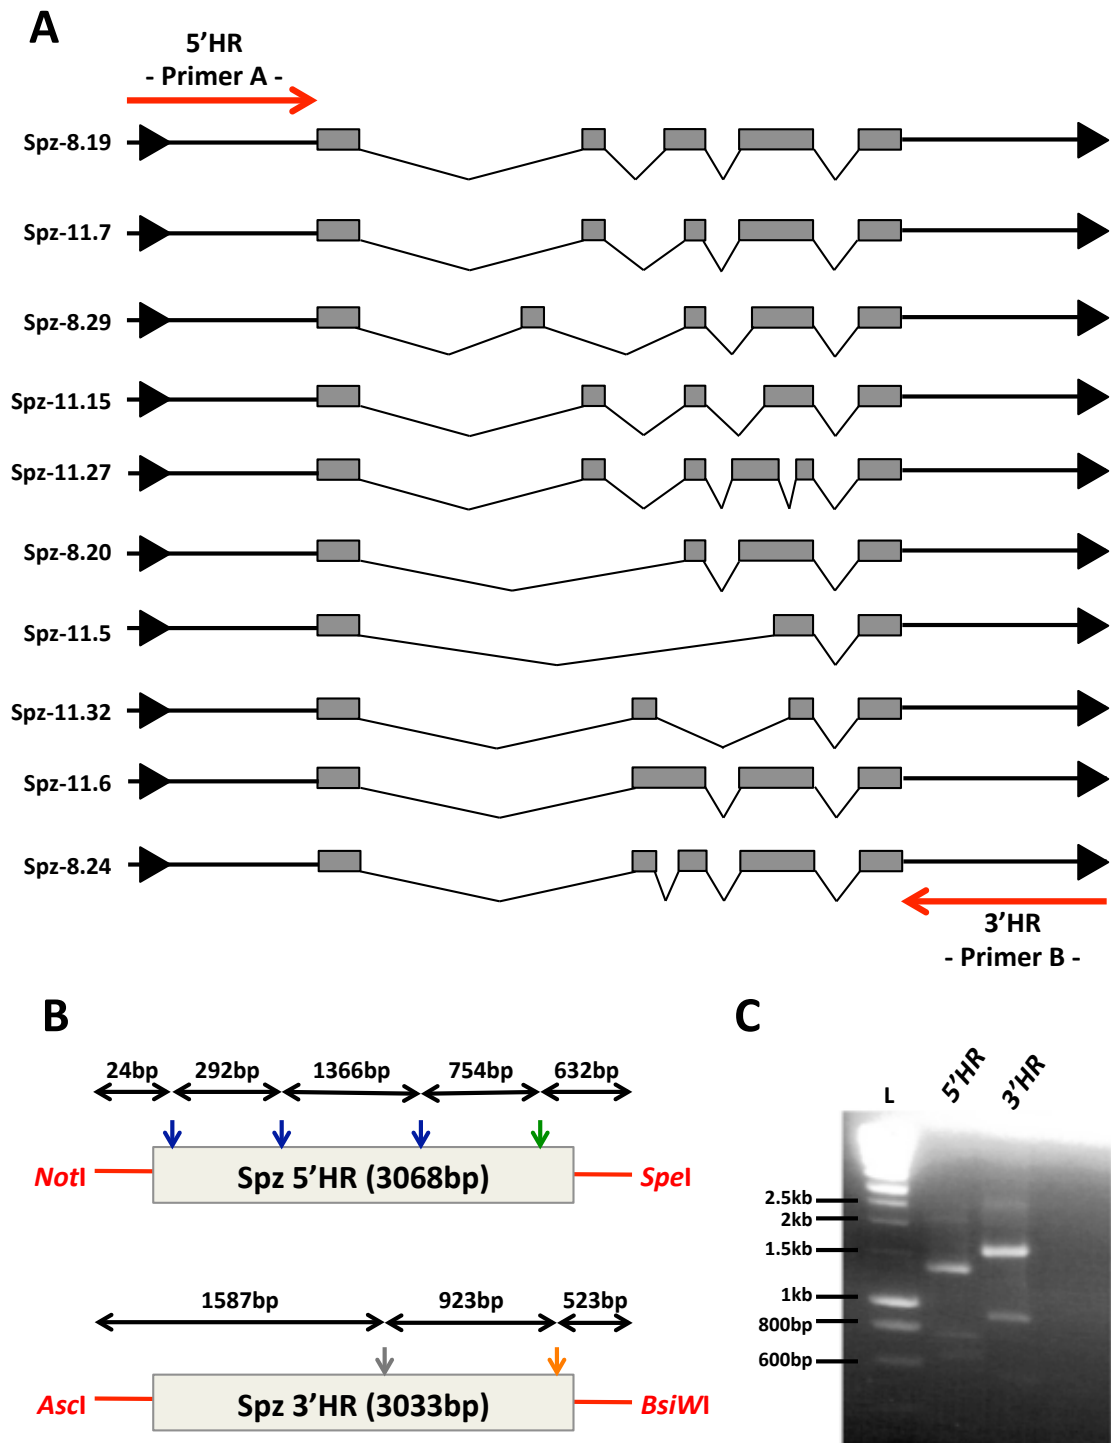 A
5'HR
- Primer A -
Spz-8.19
Spz-11.7
Spz-8.29
Spz-11.15
Spz-11.27
Spz-8.20
Spz-11.5
Spz-11.32
Spz-11.6
Spz-8.24
3'HR
- Primer B -
B
24bp 292bp 1366bp 754bp 632bp
NotI Spz 5'HR (3068bp) SpeI
1587bp 923bp 523bp
AscI Spz 3'HR (3033bp) BsiWI
C
L 5'HR 3'HR
2.5kb
2kb
1.5kb
1kb
800bp
600bp